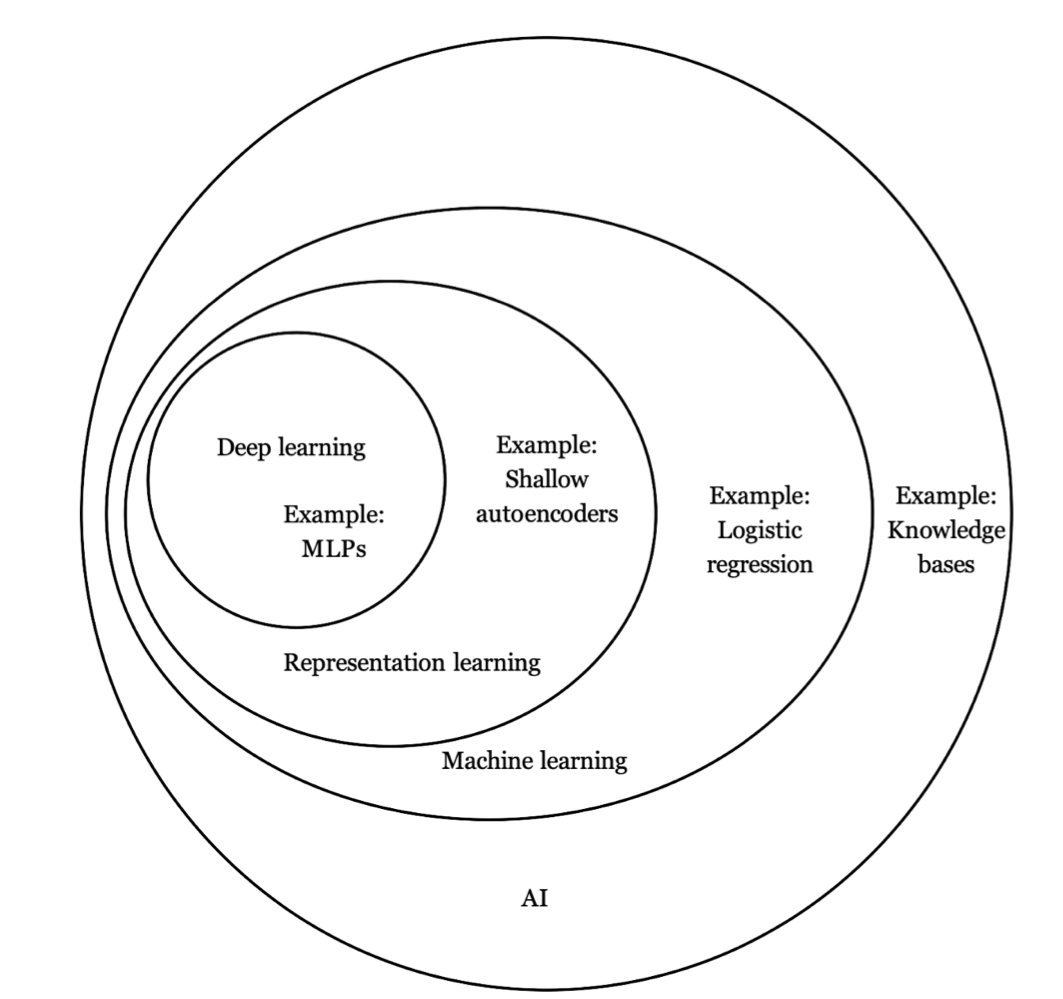 Deep learning
Example:
MLPs
Example:
Shallow
autoencoders
Example:
Logistic
regression
Example:
Knowledge
bases
Representation learning
Machine learning
AI